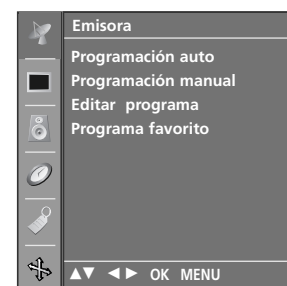 Emisora
Programación auto
Programación manual
Editar programa
Programa favorito
▲▼ ◄► OK MENU